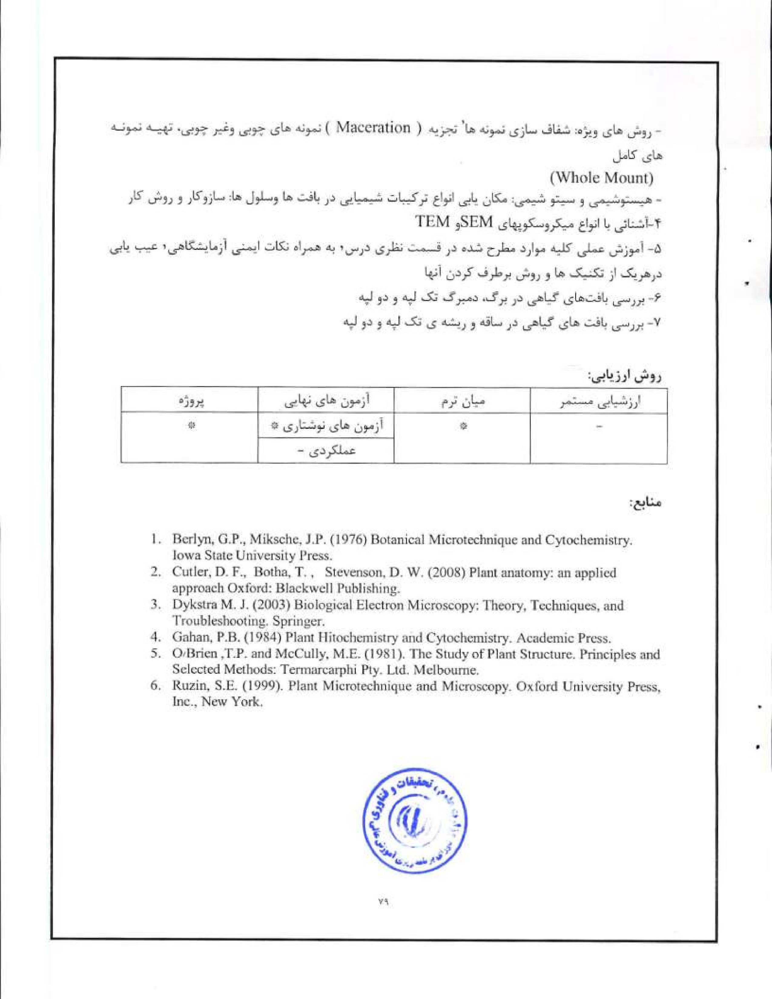 - روش های ویژه: شفاف سازی نمونه ها٬ تجزیه ( Maceration ) نمونه های چوبی وغیر چوبی، تهیه نمونه
های کامل
(Whole Mount)
- هیستوشیمی و سیتو شیمی: مکان یابی انواع ترکیبات شیمیایی در بافت ها وسلول ها: سازوکار و روش کار
۴-آشنائی با انواع میکروسکوپهای SEMو TEM
۵- آموزش عملی کلیه موارد مطرح شده در قسمت نظری درس٬ به همراه نکات ایمنی آزمایشگاهی٬ عیب یابی
درهریک از تکنیک ها و روش برطرف کردن آنها
۶- بررسی بافت‌های گیاهی در برگ، دمبرگ تک لپه و دو لپه
۷- بررسی بافت های گیاهی در ساقه و ریشه ی تک لپه و دو لپه
روش ارزیابی:
ارزشیابی مستمر میان ترم آزمون های نهایی پروژه
- * آزمون های نوشتاری * *
عملکردی -
منابع:
1. Berlyn, G.P., Miksche, J.P. (1976) Botanical Microtechnique and Cytochemistry.
Iowa State University Press.
2. Cutler, D. F., Botha, T. , Stevenson, D. W. (2008) Plant anatomy: an applied
approach Oxford: Blackwell Publishing.
3. Dykstra M. J. (2003) Biological Electron Microscopy: Theory, Techniques, and
Troubleshooting. Springer.
4. Gahan, P.B. (1984) Plant Hitochemistry and Cytochemistry. Academic Press.
5. O/Brien ,T.P. and McCully, M.E. (1981). The Study of Plant Structure. Principles and
Selected Methods: Termarcarphi Pty. Ltd. Melbourne.
6. Ruzin, S.E. (1999). Plant Microtechnique and Microscopy. Oxford University Press,
Inc., New York.
علوم، تحقیقات و فناوری
آموزش عالی
۷۹